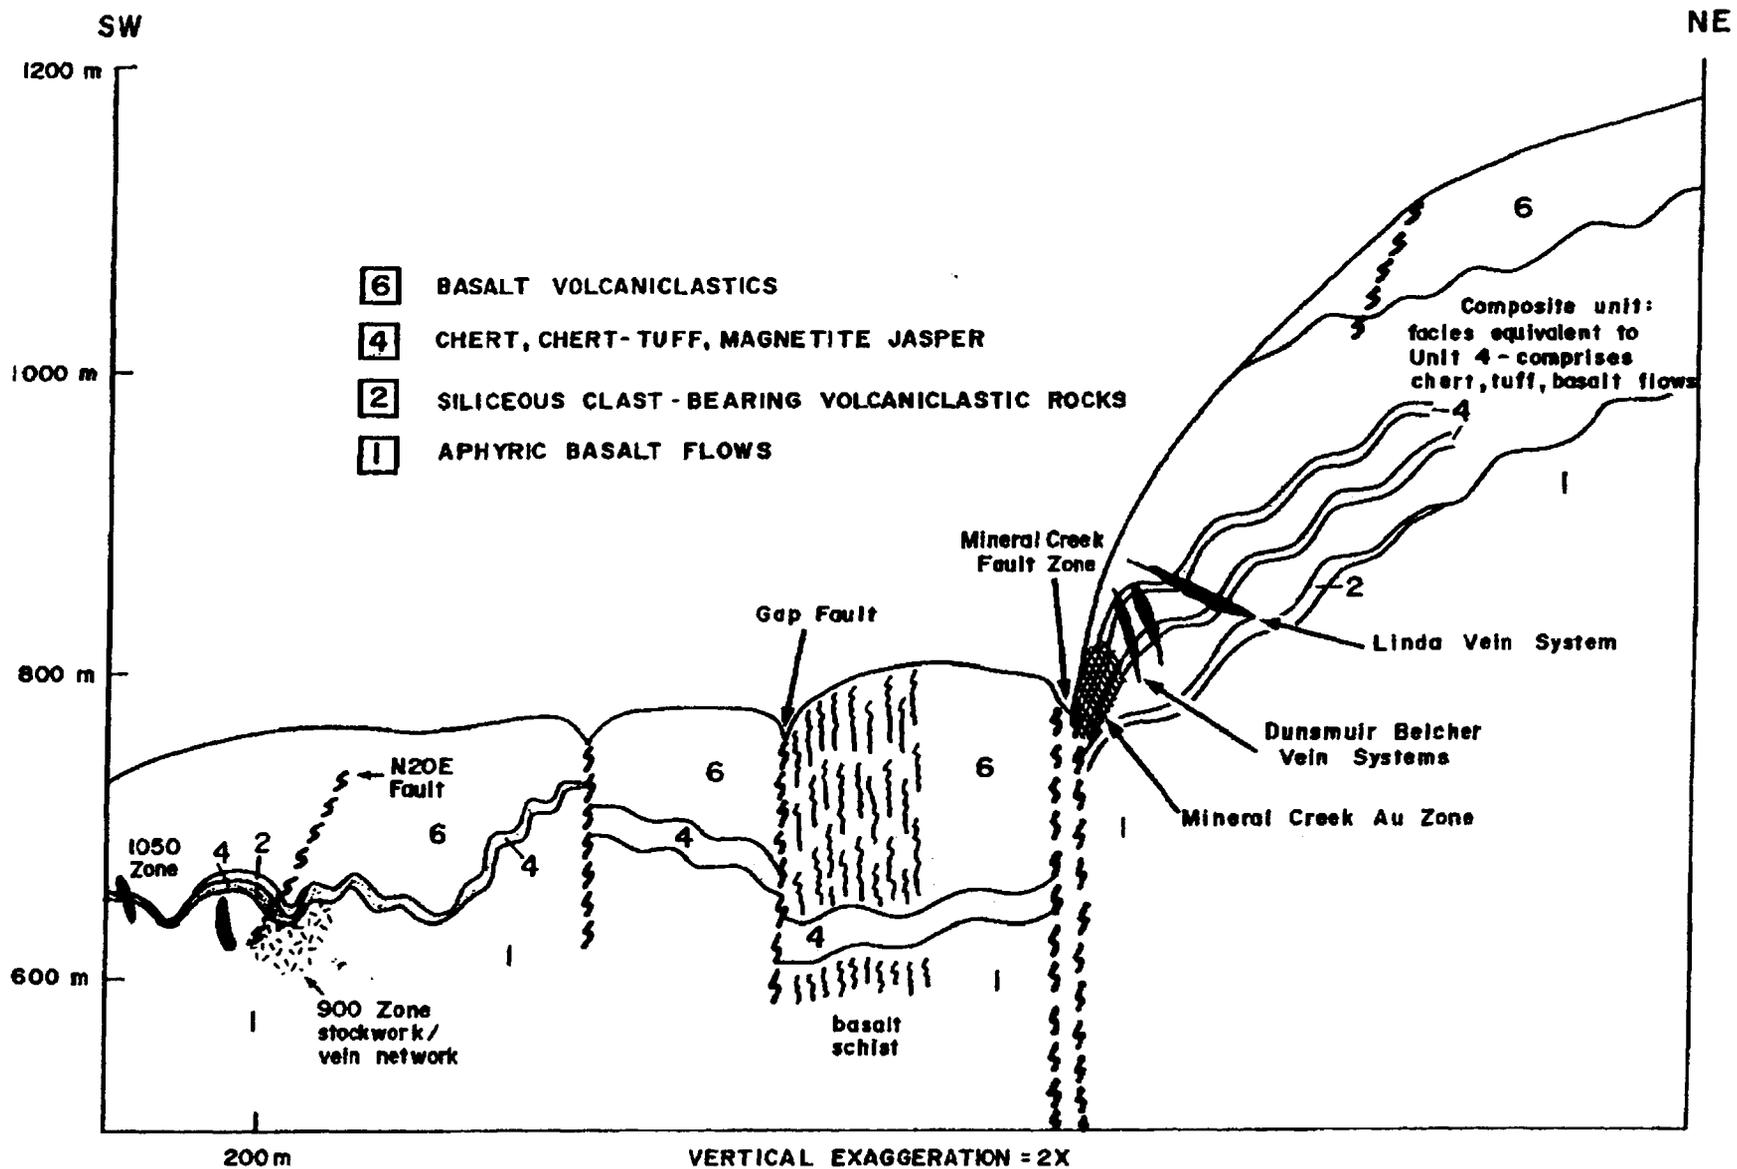 SW
NE
1200 m
1000 m
800 m
600 m
6 BASALT VOLCANICLASTICS
4 CHERT, CHERT-TUFF, MAGNETITE JASPER
2 SILICEOUS CLAST-BEARING VOLCANICLASTIC ROCKS
1 APHYRIC BASALT FLOWS
6
Composite unit:
facies equivalent to
Unit 4-comprises
chert, tuff, basalt flows
4
1
2
Mineral Creek
Fault Zone
Gap Fault
Linda Vein System
Dunsmuir Belcher
Vein Systems
Mineral Creek Au Zone
1
N20E
Fault
6
6
6
1050
Zone
4
2
4
4
4
1
1
1
900 Zone
stockwork/
vein network
basalt
schist
200 m
VERTICAL EXAGGERATION = 2X